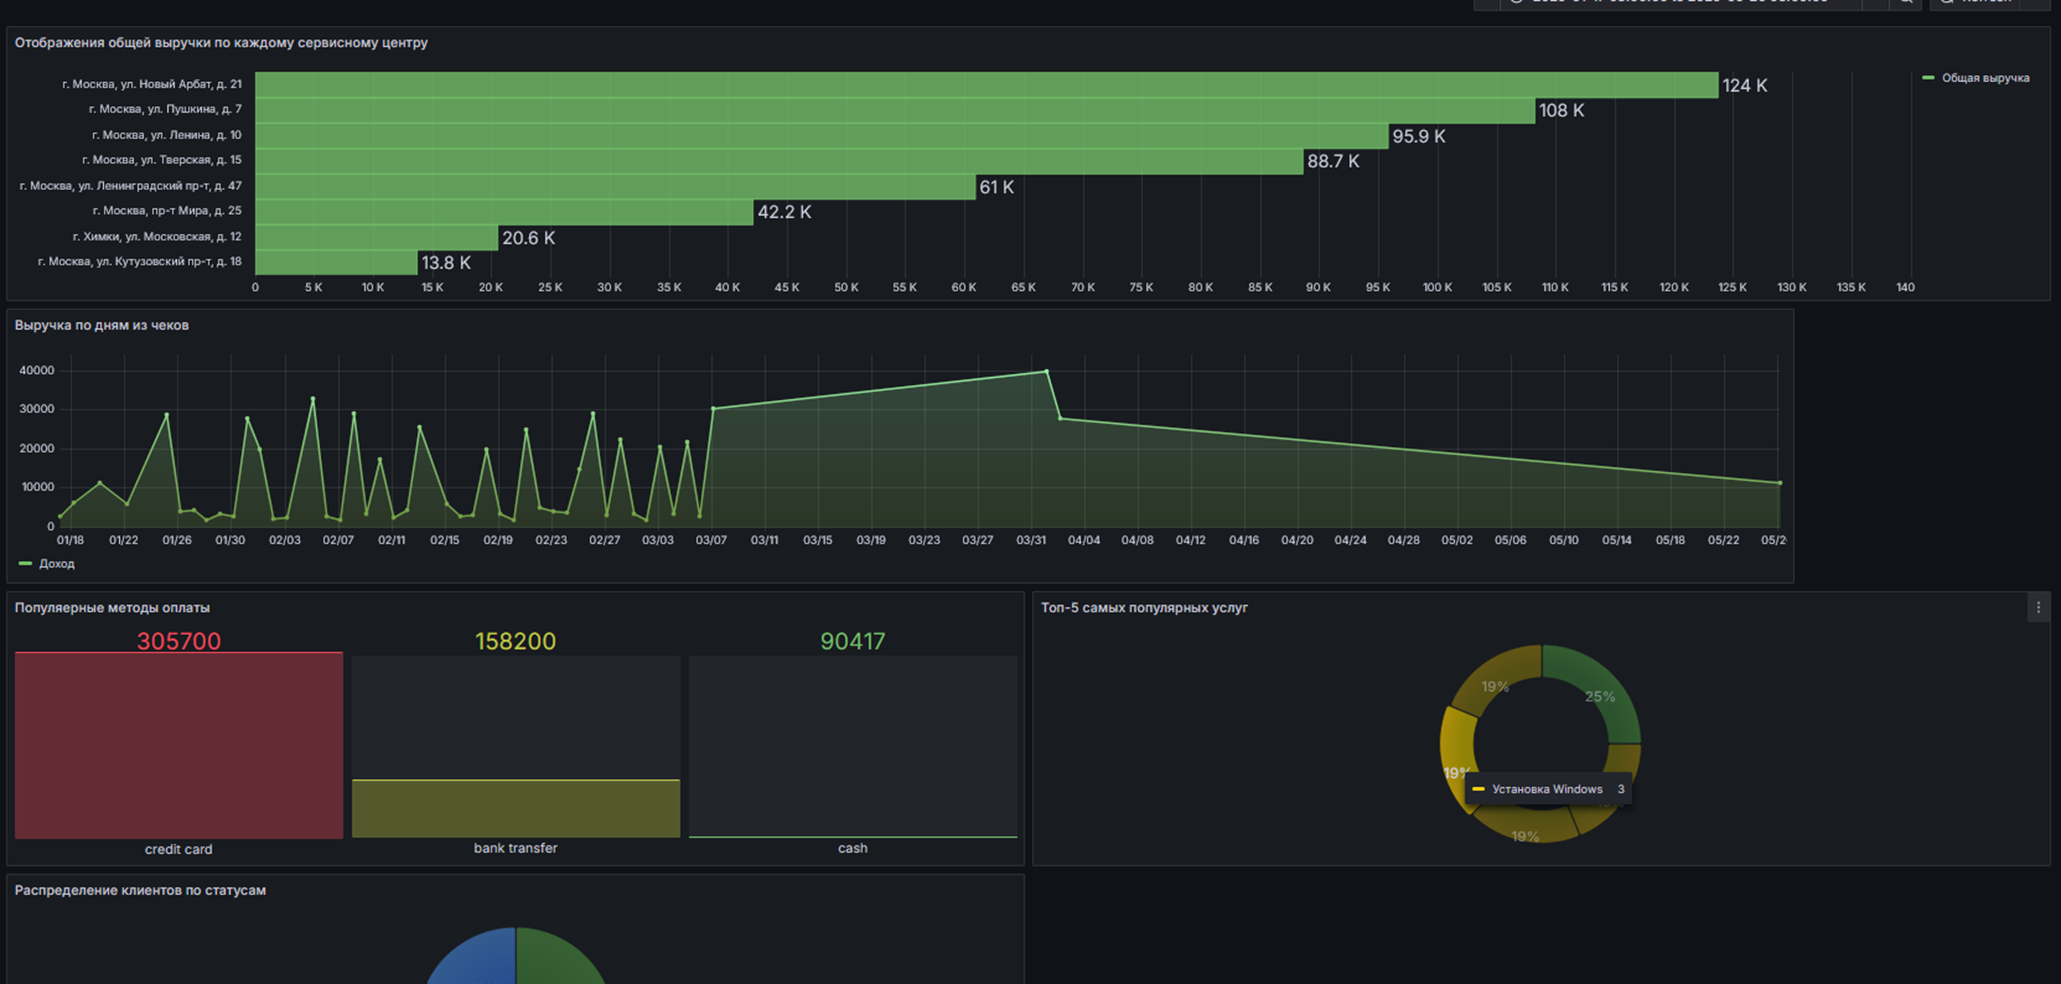 Отображения общей выручки по каждому сервисному центру
г. Москва, ул. Новый Арбат, д. 21
124 K
Общая выручка
г. Москва, ул. Пушкина, д. 7
108 K
г. Москва, ул. Ленина, д. 10
95.9 K
г. Москва, ул. Тверская, д. 15
88.7 K
г. Москва, ул. Ленинградский пр-т, д. 47
61 K
г. Москва, пр-т Мира, д. 25
42.2 K
г. Химки, ул. Московская, д. 12
20.6 K
г. Москва, ул. Кутузовский пр-т, д. 18
13.8 K
0 5 K 10 K 15 K 20 K 25 K 30 K 35 K 40 K 45 K 50 K 55 K 60 K 65 K 70 K 75 K 80 K 85 K 90 K 95 K 100 K 105 K 110 K 115 K 120 K 125 K 130 K 135 K 140
Выручка по дням из чеков
40000
30000
20000
10000
0
01/18 01/22 01/26 01/30 02/03 02/07 02/11 02/15 02/19 02/23 02/27 03/03 03/07 03/11 03/15 03/19 03/23 03/27 03/31 04/04 04/08 04/12 04/16 04/20 04/24 04/28 05/02 05/06 05/10 05/14 05/18 05/22 05/2
Доход
Популярные методы оплаты
305700 158200 90417
credit card bank transfer cash
Топ-5 самых популярных услуг
19%
25%
19%
Установка Windows 3
19%
Распределение клиентов по статусам